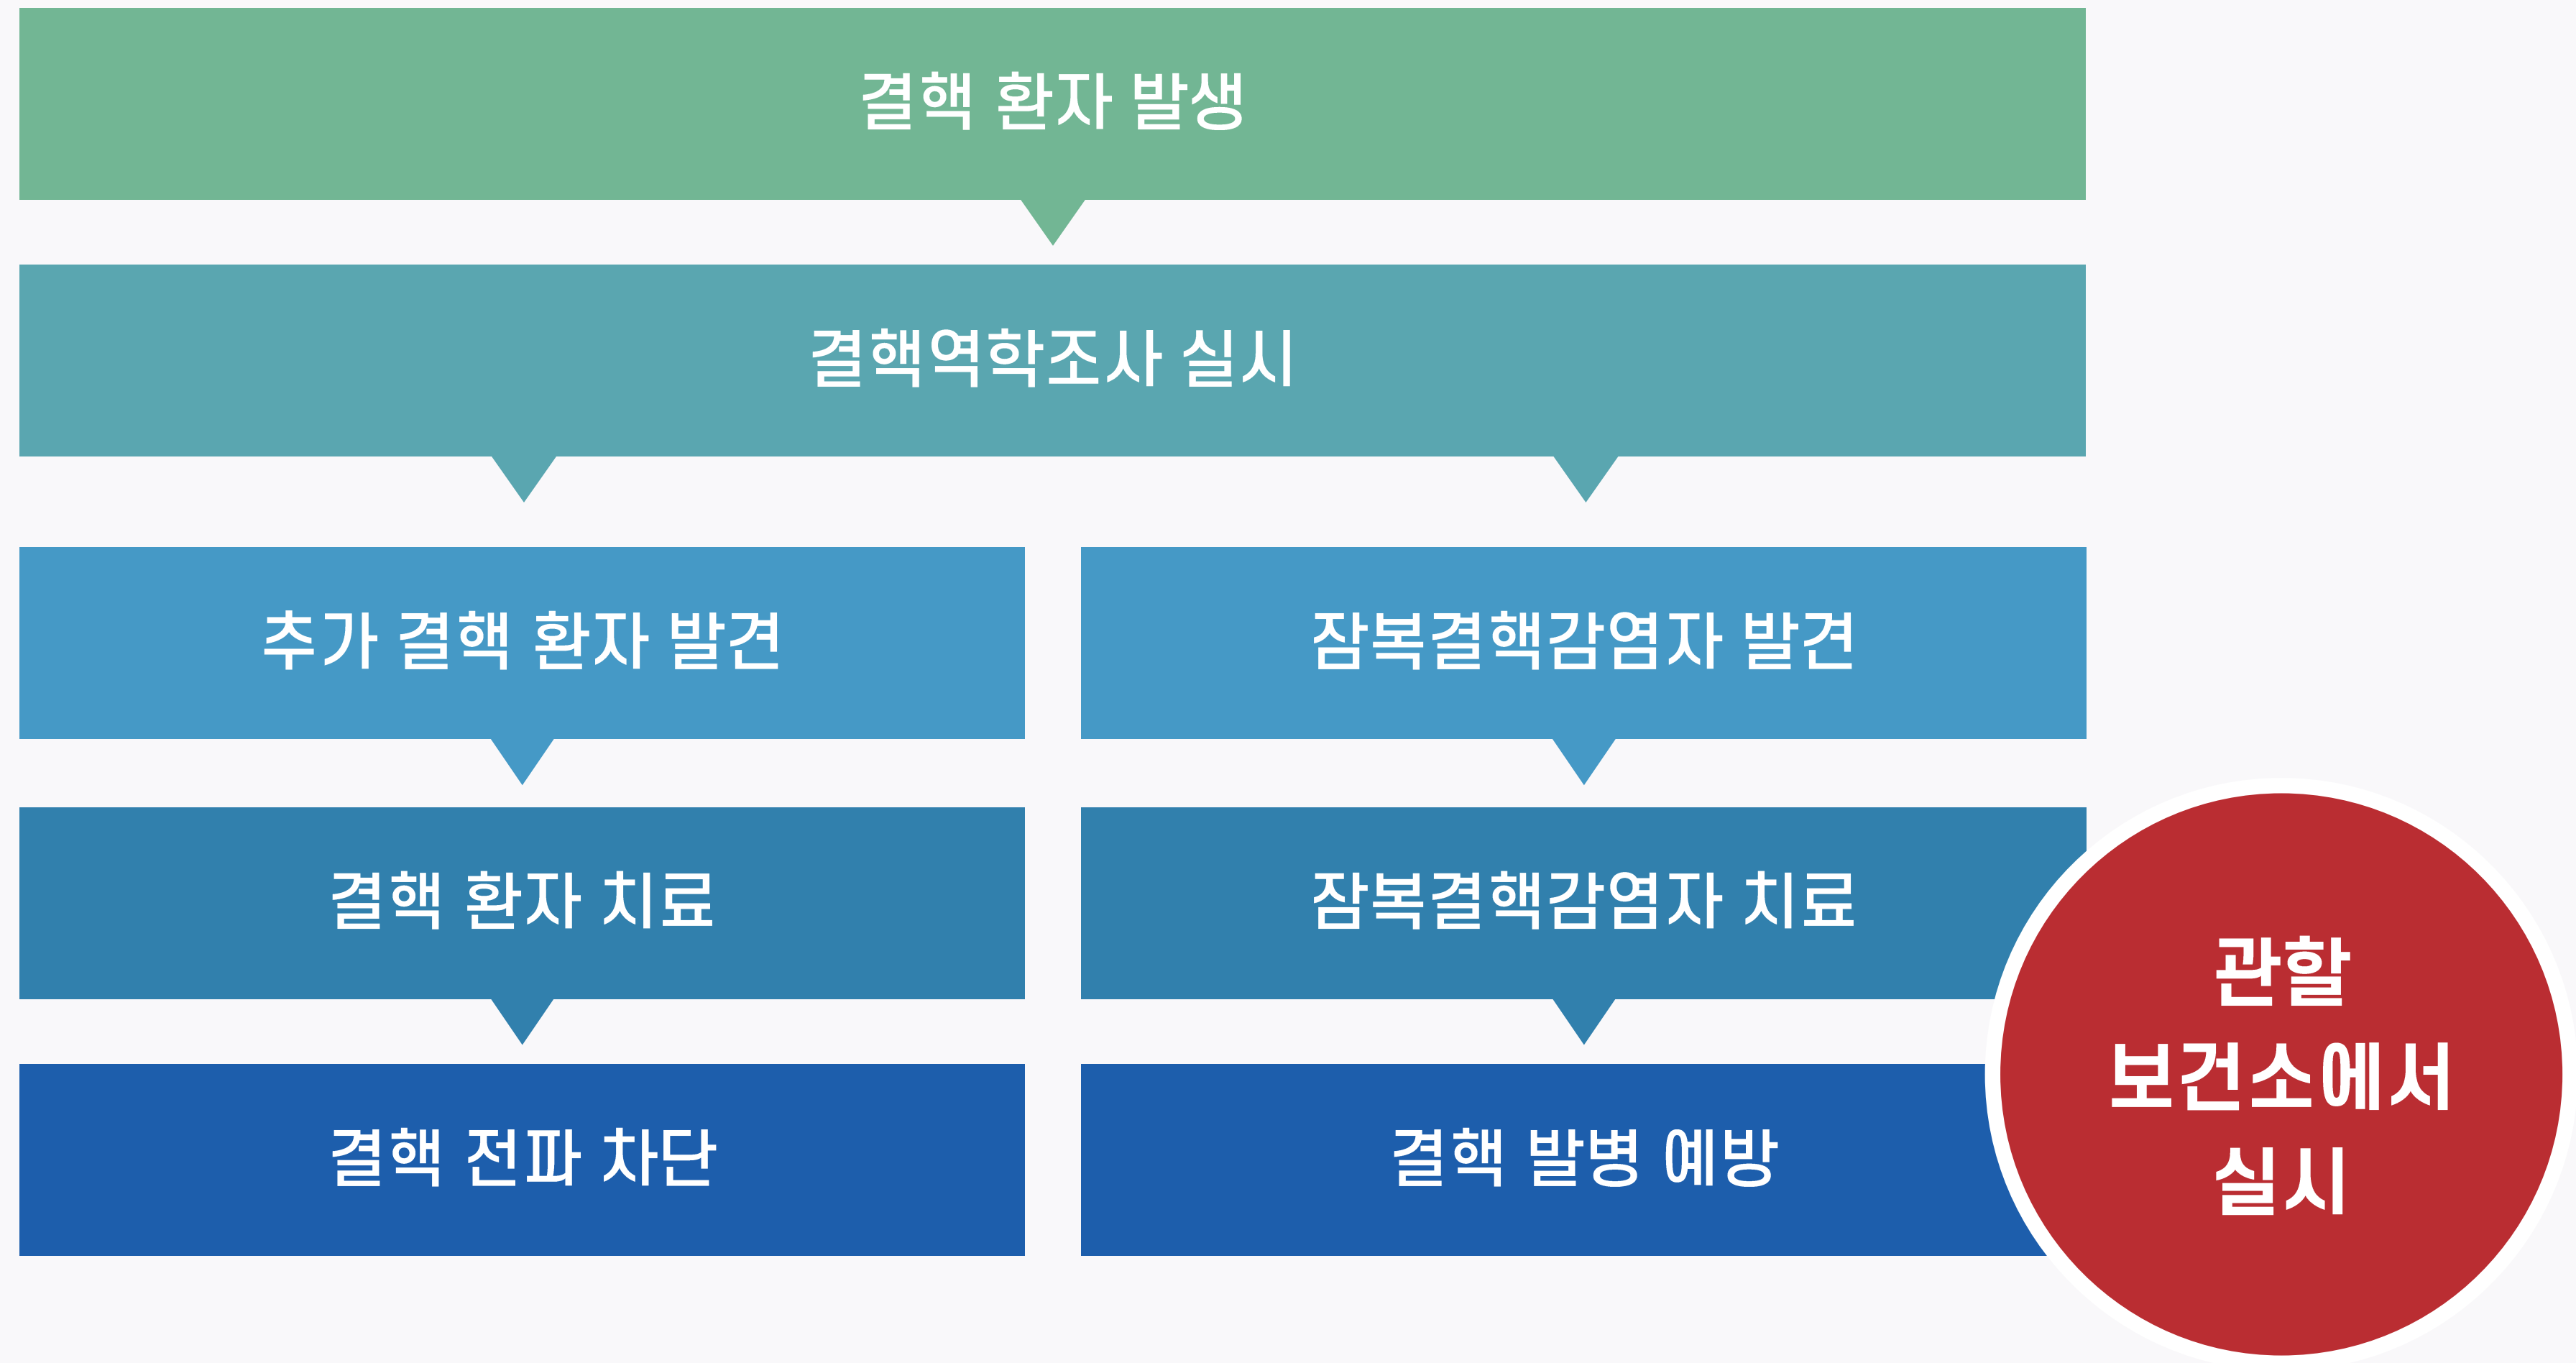 결핵 환자 발생
결핵역학조사 실시
추가 결핵 환자 발견
잠복결핵감염자 발견
결핵 환자 치료
잠복결핵감염자 치료
결핵 전파 차단
결핵 발병 예방
관할
보건소에서
실시